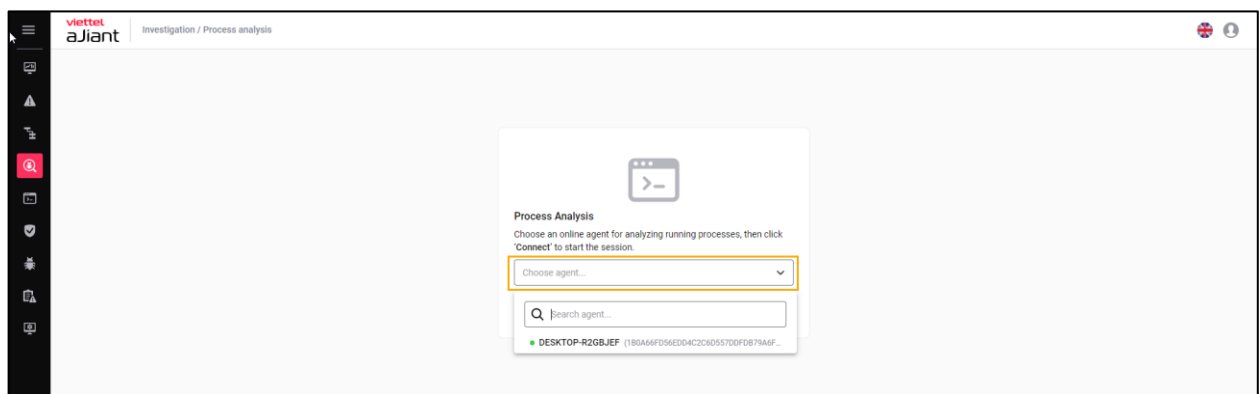 viettel
aJiant
Investigation / Process analysis
>_
Process Analysis
Choose an online agent for analyzing running processes, then click
'Connect' to start the session.
Choose agent...
Search agent...
DESKTOP-R2GBJEF (1B0A66FD56EDD4C2C6D557DDFDB79A6F...